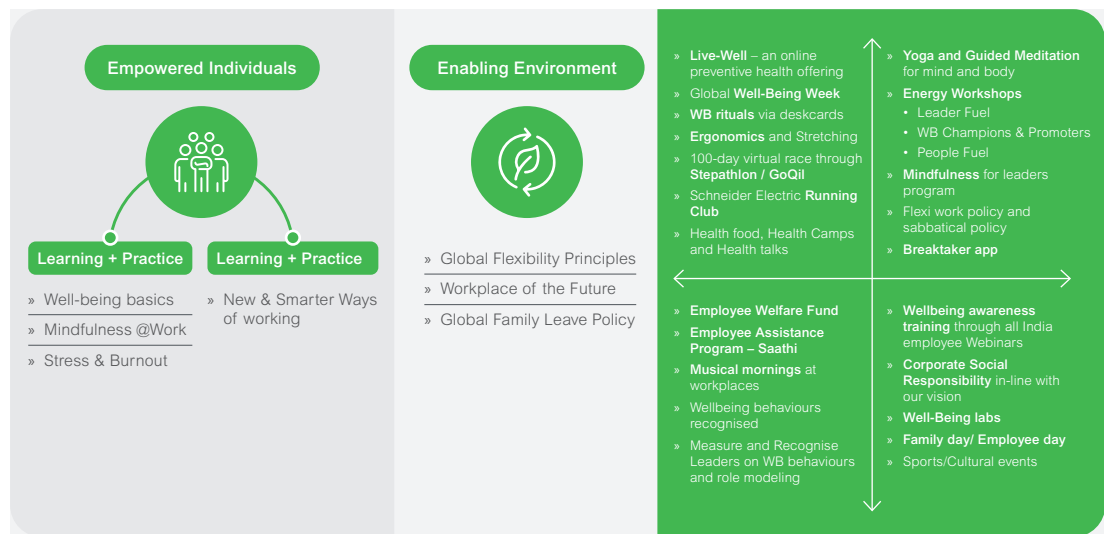 Empowered Individuals
Learning + Practice
» Well-being basics
» Mindfulness @Work
» Stress & Burnout
Learning + Practice
» New & Smarter Ways
of working
Enabling Environment
» Global Flexibility Principles
» Workplace of the Future
» Global Family Leave Policy
» Live-Well – an online
preventive health offering
» Global Well-Being Week
» WB rituals via deskcards
» Ergonomics and Stretching
» 100-day virtual race through
Stepathlon / GoQil
» Schneider Electric Running
Club
» Health food, Health Camps
and Health talks
» Yoga and Guided Meditation
for mind and body
» Energy Workshops
• Leader Fuel
• WB Champions & Promoters
• People Fuel
» Mindfulness for leaders
program
» Flexi work policy and
sabbatical policy
» Breaktaker app
» Employee Welfare Fund
» Employee Assistance
Program – Saathi
» Musical mornings at
workplaces
» Wellbeing behaviours
recognised
» Measure and Recognise
Leaders on WB behaviours
and role modeling
» Wellbeing awareness
training through all India
employee Webinars
» Corporate Social
Responsibility in-line with
our vision
» Well-Being labs
» Family day/ Employee day
» Sports/Cultural events